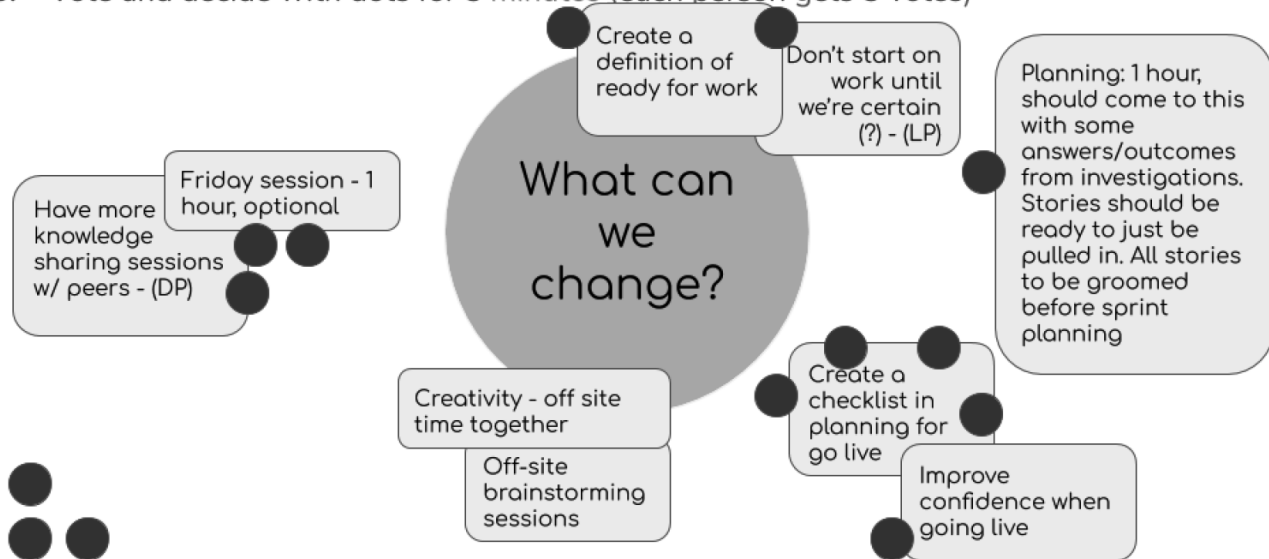 Create a
definition of
ready for work
Don't start on
work until
we're certain
(?) - (LP)
Planning: 1 hour,
should come to this
with some
answers/outcomes
from investigations.
Stories should be
ready to just be
pulled in. All stories
to be groomed
before sprint
planning
What can
we
change?
Friday session - 1
hour, optional
Have more
knowledge
sharing sessions
w/ peers - (DP)
Creativity - off site
time together
Off-site
brainstorming
sessions
Create a
checklist in
planning for
go live
Improve
confidence when
going live